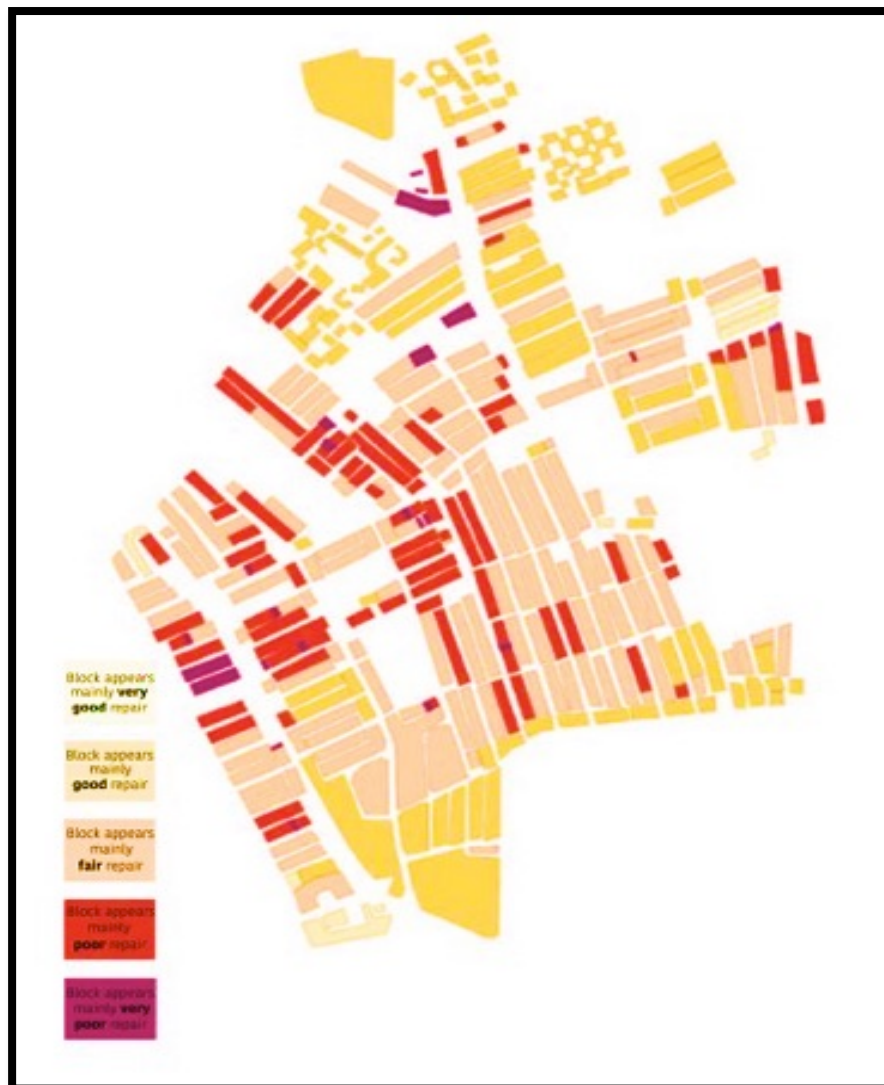 Block appears
mainly very
good repair
Block appears
mainly
good repair
Block appears
mainly
fair repair
Block appears
mainly
poor repair
Block appears
mainly very
poor repair